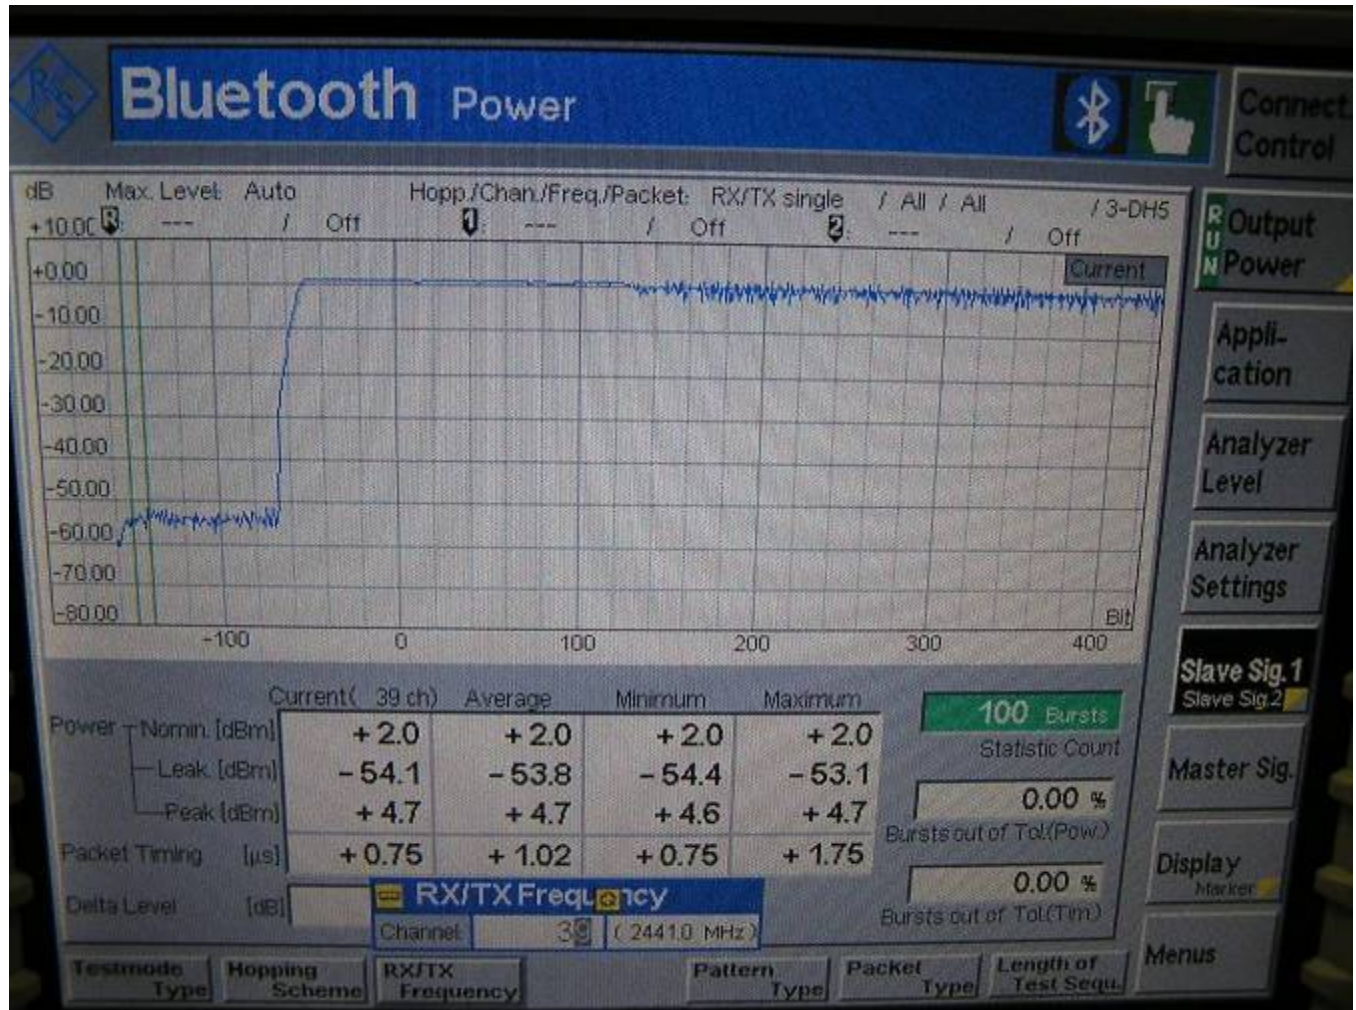 R&S
Bluetooth Power
Connect.
Control
dB Max. Level: Auto Hopp./Chan./Freq./Packet: RX/TX single / All / All / 3-DH5
+10.00 R: --- / Off 1: --- / Off 2: --- / Off
Current
+0.00
-10.00
-20.00
-30.00
-40.00
-50.00
-60.00
-70.00
-80.00
Bit
-100 0 100 200 300 400
RUN
Output
Power
Appli-
cation
Analyzer
Level
Analyzer
Settings
Slave Sig.1
Slave Sig.2
Master Sig.
Display
Marker
Menus
Current( 39 ch) Average Minimum Maximum
Power Nomin. [dBm] +2.0 +2.0 +2.0 +2.0
Leak. [dBm] -54.1 -53.8 -54.4 -53.1
Peak [dBm] +4.7 +4.7 +4.6 +4.7
Packet Timing [µs] +0.75 +1.02 +0.75 +1.75
Delta Level [dB]
100 Bursts
Statistic Count
0.00 %
Bursts out of Tol.(Pow.)
0.00 %
Bursts out of Tol.(Tim.)
RX/TX Frequency
Channel: 39 ( 2441.0 MHz )
Testmode
Type
Hopping
Scheme
RX/TX
Frequency
Pattern
Type
Packet
Type
Length of
Test Sequ.